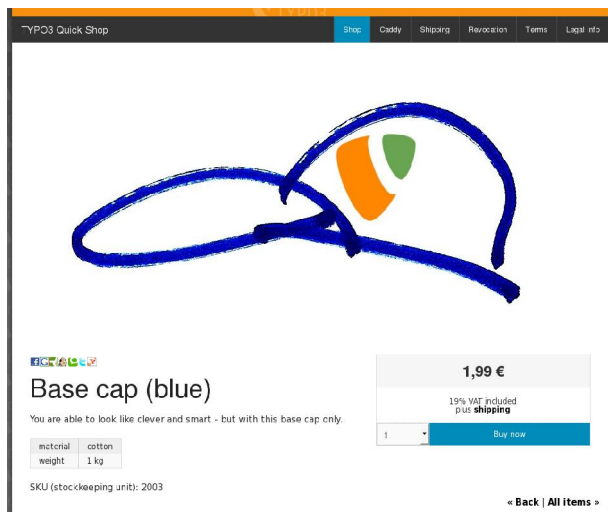 TYPO3
TYPO3 Quick Shop
Shop Caddy Shipping Revocation Terms Legal info
Base cap (blue)
You are able to look like clever and smart - but with this base cap only.
material cotton
weight 1 kg
SKU (stockkeeping unit): 2003
1,99 €
19% VAT included
plus shipping
1 Buy now
« Back | All items »